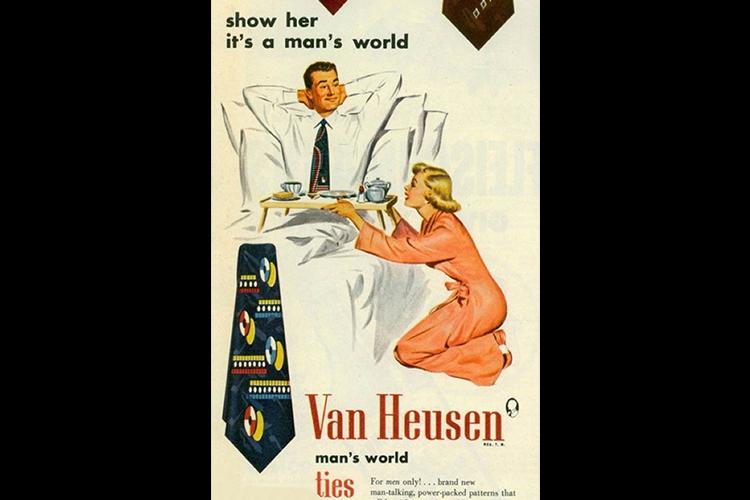 show her
it's a man's world
Van Heusen
REG. T. M.
man's world
ties
For men only! . . . brand new
man-talking, power-packed patterns that